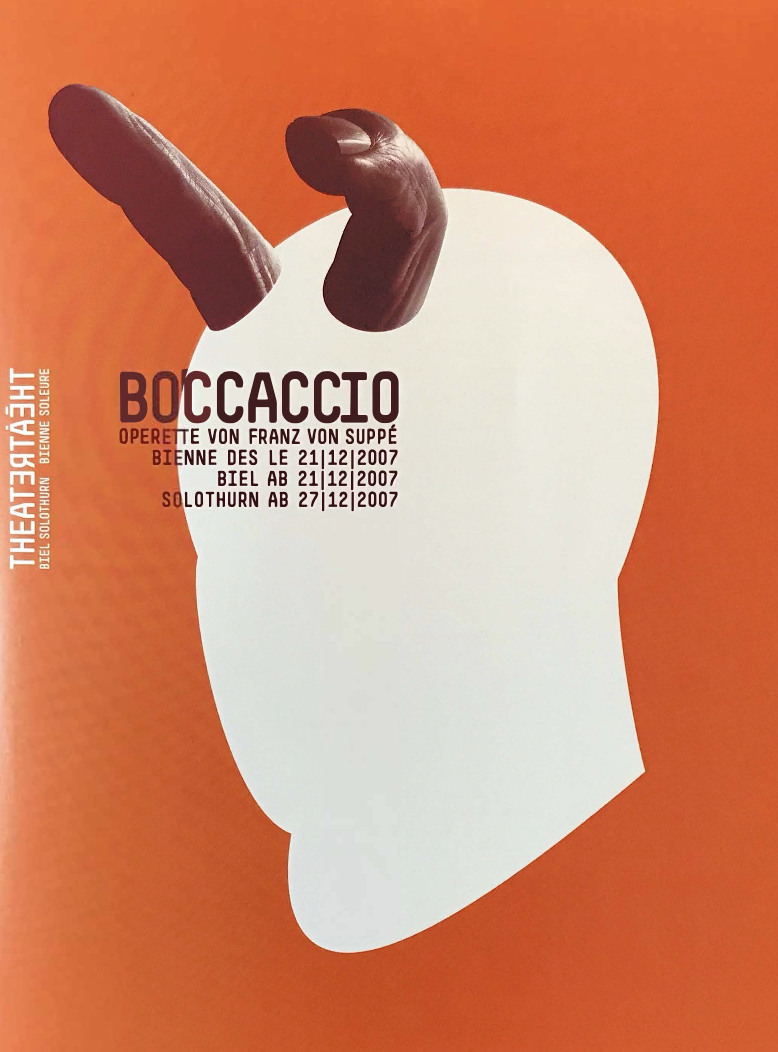 BOCCACCIO
OPERETTE VON FRANZ VON SUPPÉ
BIENNE DES LE 21|12|2007
BIEL AB 21|12|2007
SOLOTHURN AB 27|12|2007
THEATERTÂEHT
BIEL SOLOTHURN BIENNE SOLEURE